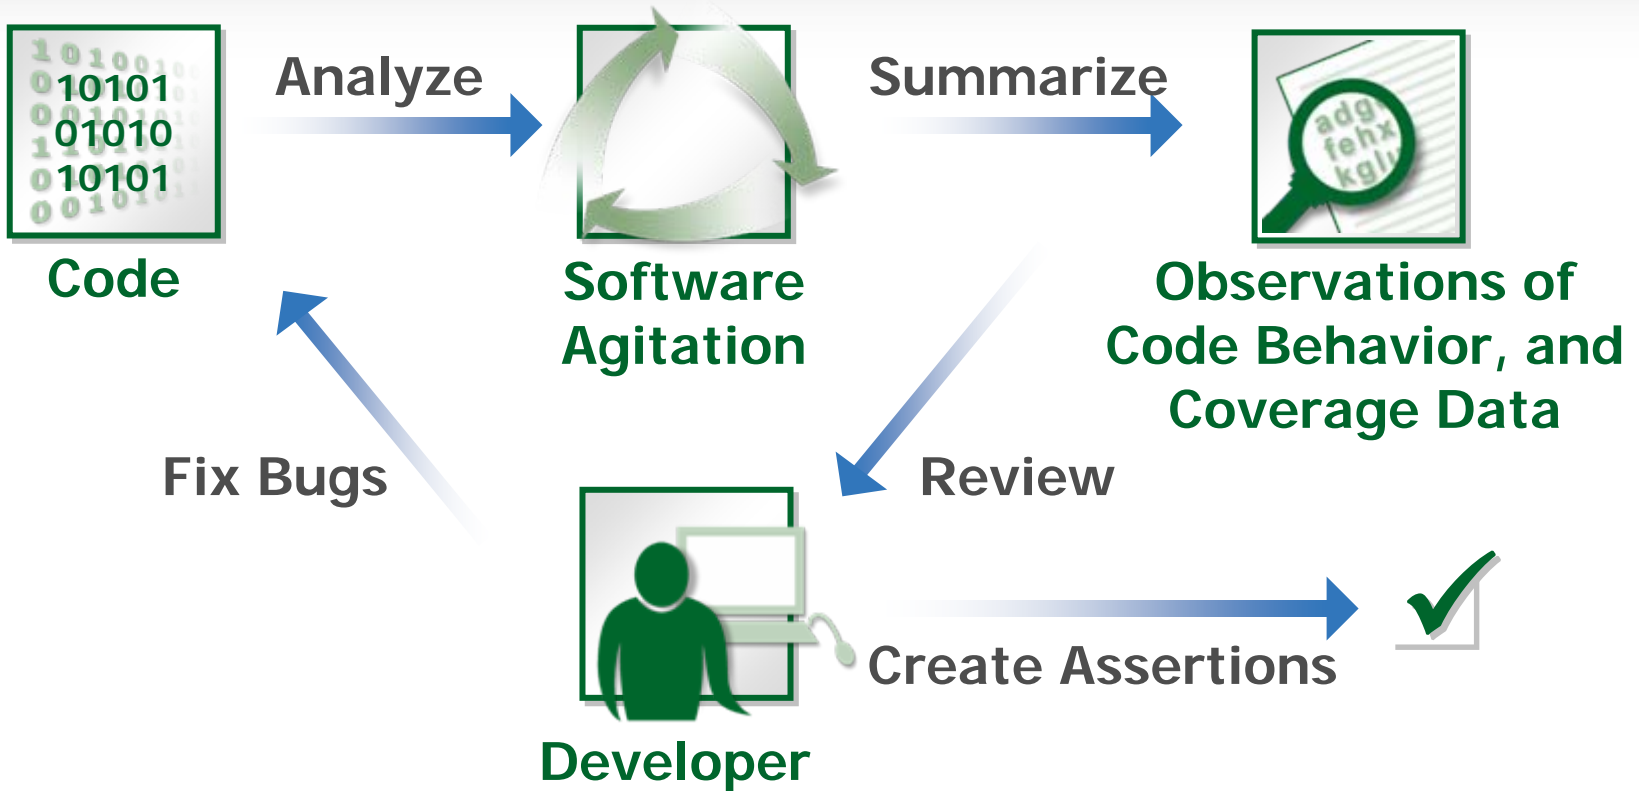 10101
01010
10101
Code
Analyze
Software
Agitation
Summarize
adg
fehx
kglu
Observations of
Code Behavior, and
Coverage Data
Fix Bugs
Review
Create Assertions
Developer